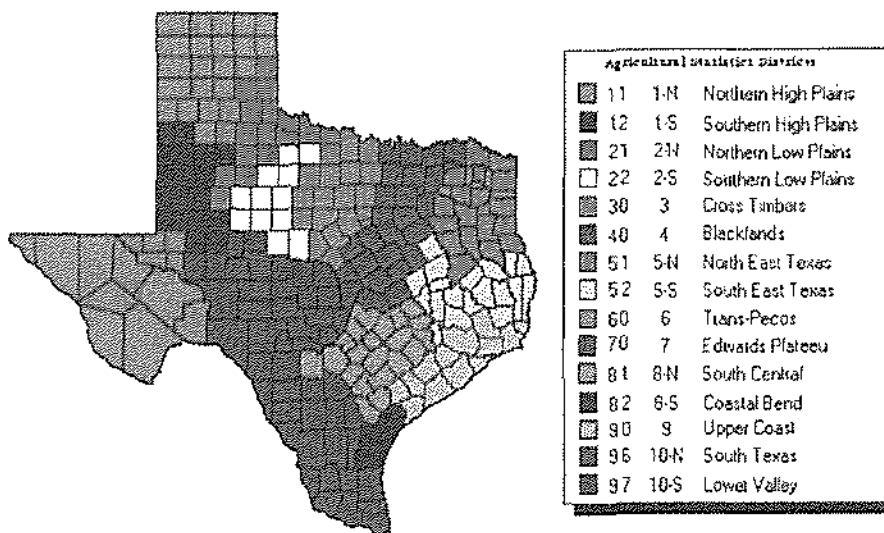 Agricultural Statistics Districts
11 1-N Northern High Plains
12 1-S Southern High Plains
21 2-N Northern Low Plains
22 2-S Southern Low Plains
30 3 Cross Timbers
40 4 Blacklands
51 5-N North East Texas
52 5-S South East Texas
60 6 Trans-Pecos
70 7 Edwards Plateau
81 8-N South Central
82 8-S Coastal Bend
90 9 Upper Coast
96 10-N South Texas
97 10-S Lower Valley